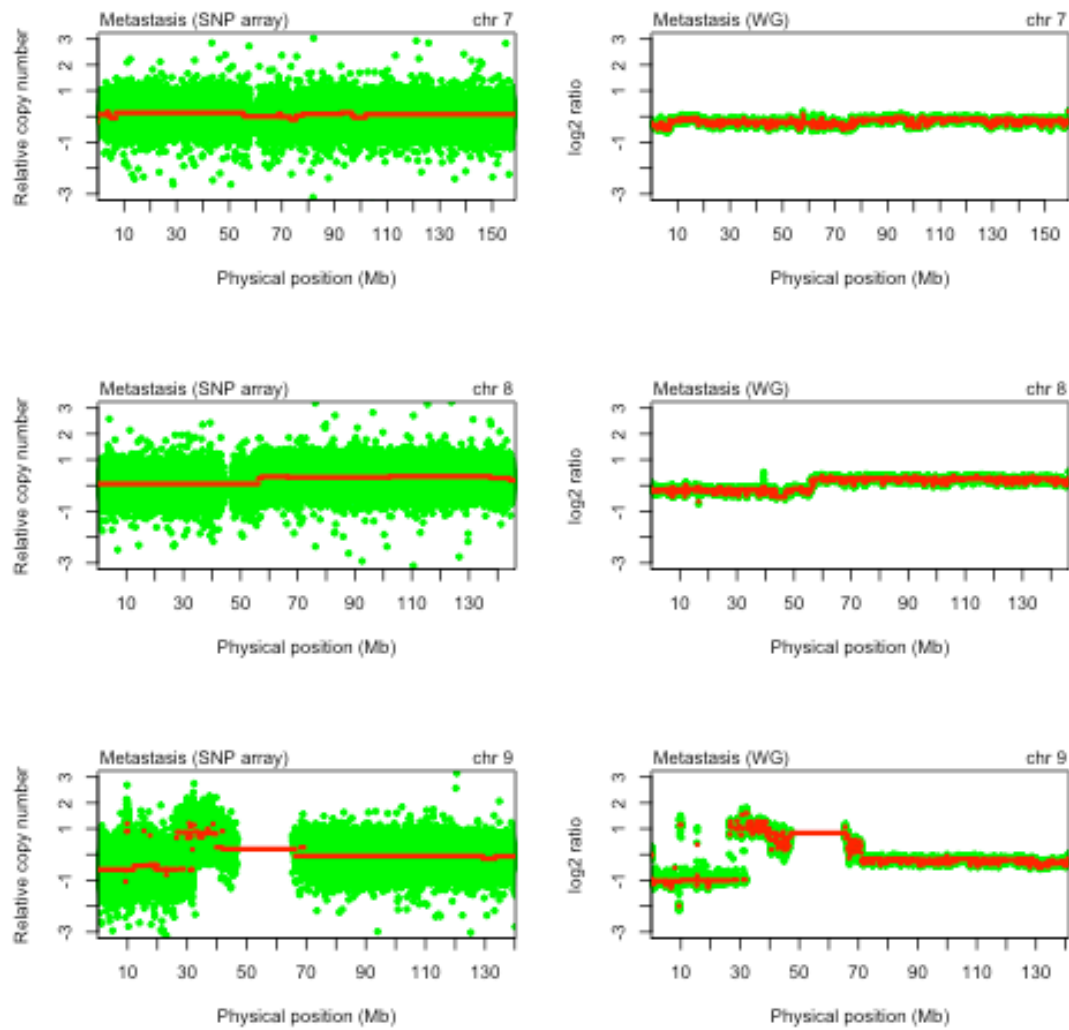 Metastasis (SNP array) chr 7
Relative copy number
3
2
1
-1
-3
10 30 50 70 90 110 130 150
Physical position (Mb)
Metastasis (WG) chr 7
log2 ratio
3
2
1
-1
-3
10 30 50 70 90 110 130 150
Physical position (Mb)
Metastasis (SNP array) chr 8
Relative copy number
3
2
1
-1
-3
10 30 50 70 90 110 130
Physical position (Mb)
Metastasis (WG) chr 8
log2 ratio
3
2
1
-1
-3
10 30 50 70 90 110 130
Physical position (Mb)
Metastasis (SNP array) chr 9
Relative copy number
3
2
1
-1
-3
10 30 50 70 90 110 130
Physical position (Mb)
Metastasis (WG) chr 9
log2 ratio
3
2
1
-1
-3
10 30 50 70 90 110 130
Physical position (Mb)